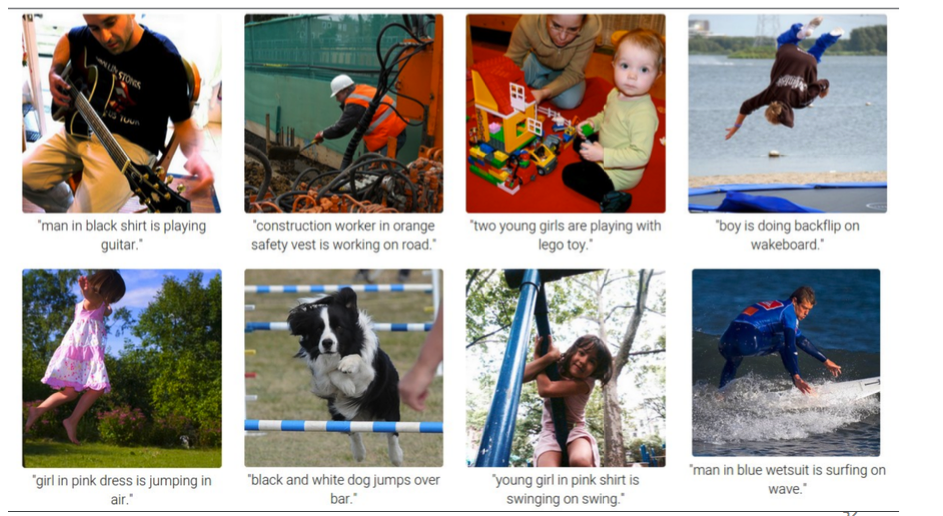 "man in black shirt is playing
guitar."
"construction worker in orange
safety vest is working on road."
"two young girls are playing with
lego toy."
"boy is doing backflip on
wakeboard."
"girl in pink dress is jumping in
air."
"black and white dog jumps over
bar."
"young girl in pink shirt is
swinging on swing."
"man in blue wetsuit is surfing on
wave."